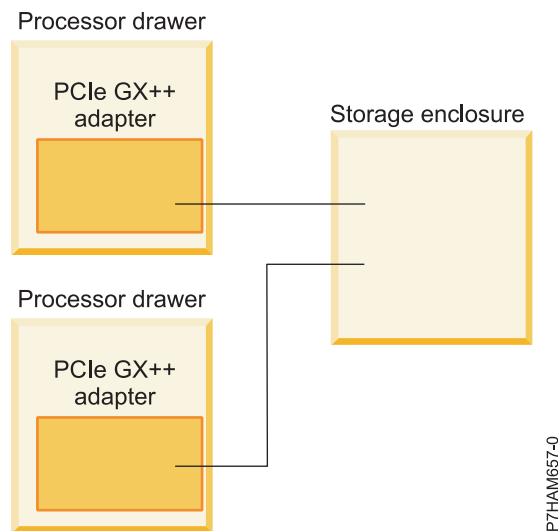 Processor drawer
PCIe GX++
adapter
Storage enclosure
Processor drawer
PCIe GX++
adapter
P7HAM657-0